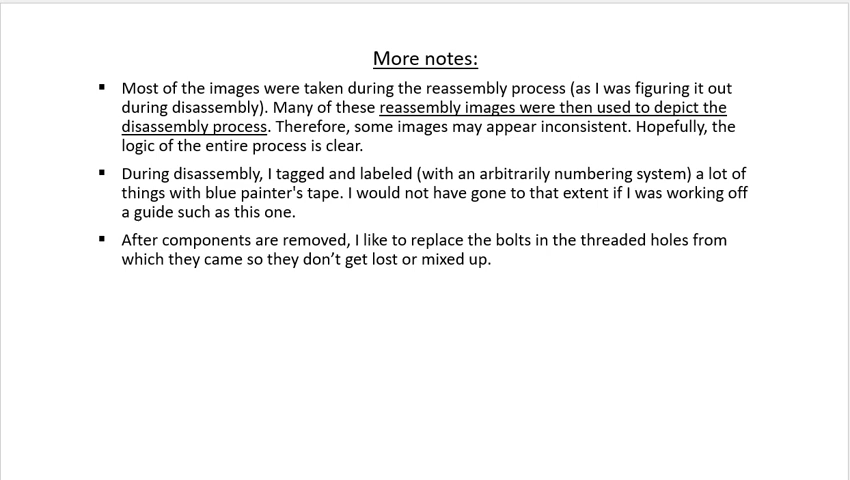 More notes:
▪ Most of the images were taken during the reassembly process (as I was figuring it out
during disassembly). Many of these reassembly images were then used to depict the
disassembly process. Therefore, some images may appear inconsistent. Hopefully, the
logic of the entire process is clear.
▪ During disassembly, I tagged and labeled (with an arbitrarily numbering system) a lot of
things with blue painter's tape. I would not have gone to that extent if I was working off
a guide such as this one.
▪ After components are removed, I like to replace the bolts in the threaded holes from
which they came so they don’t get lost or mixed up.